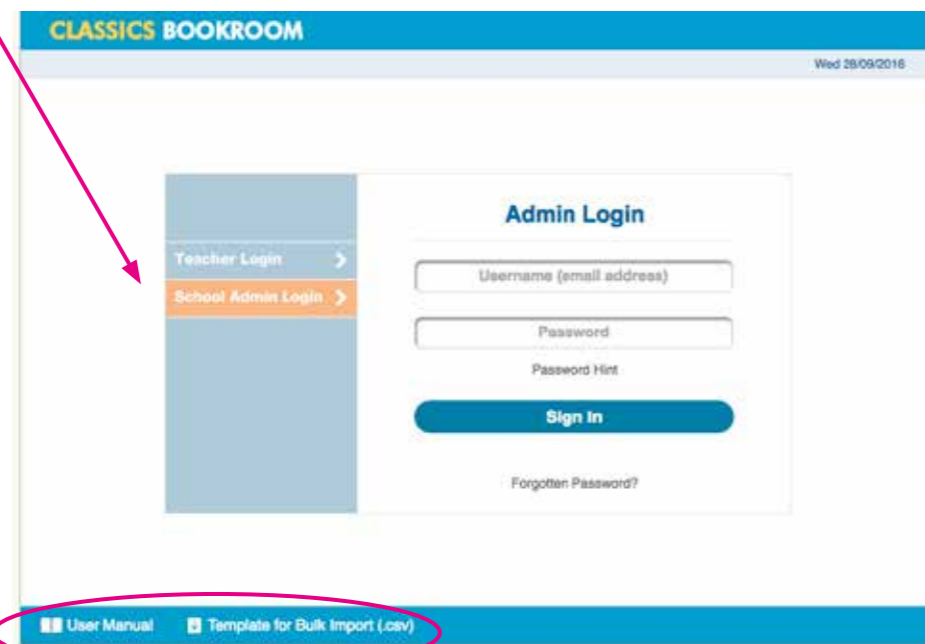 CLASSICS BOOKROOM
Wed 28/09/2016
Admin Login
Teacher Login
School Admin Login
Username (email address)
Password
Password Hint
Sign In
Forgotten Password?
User Manual
Template for Bulk Import (.csv)